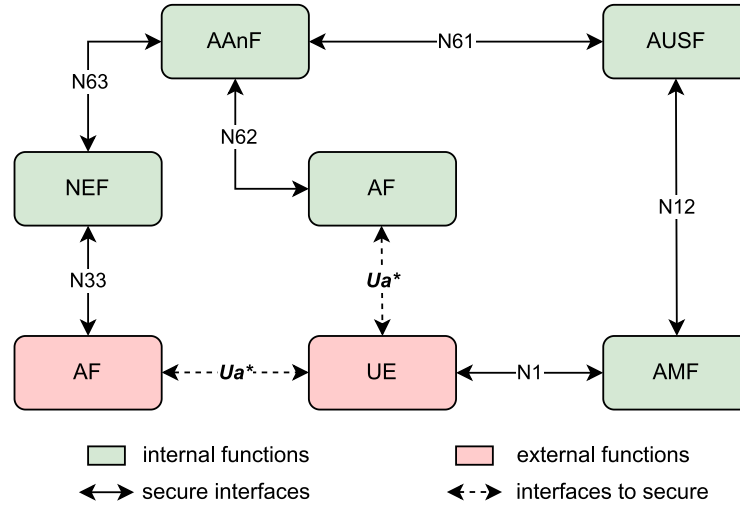 AAnF
N61
AUSF
N63
N62
NEF
AF
N12
N33
Ua*
AF
Ua*
UE
N1
AMF
internal functions
external functions
secure interfaces
interfaces to secure